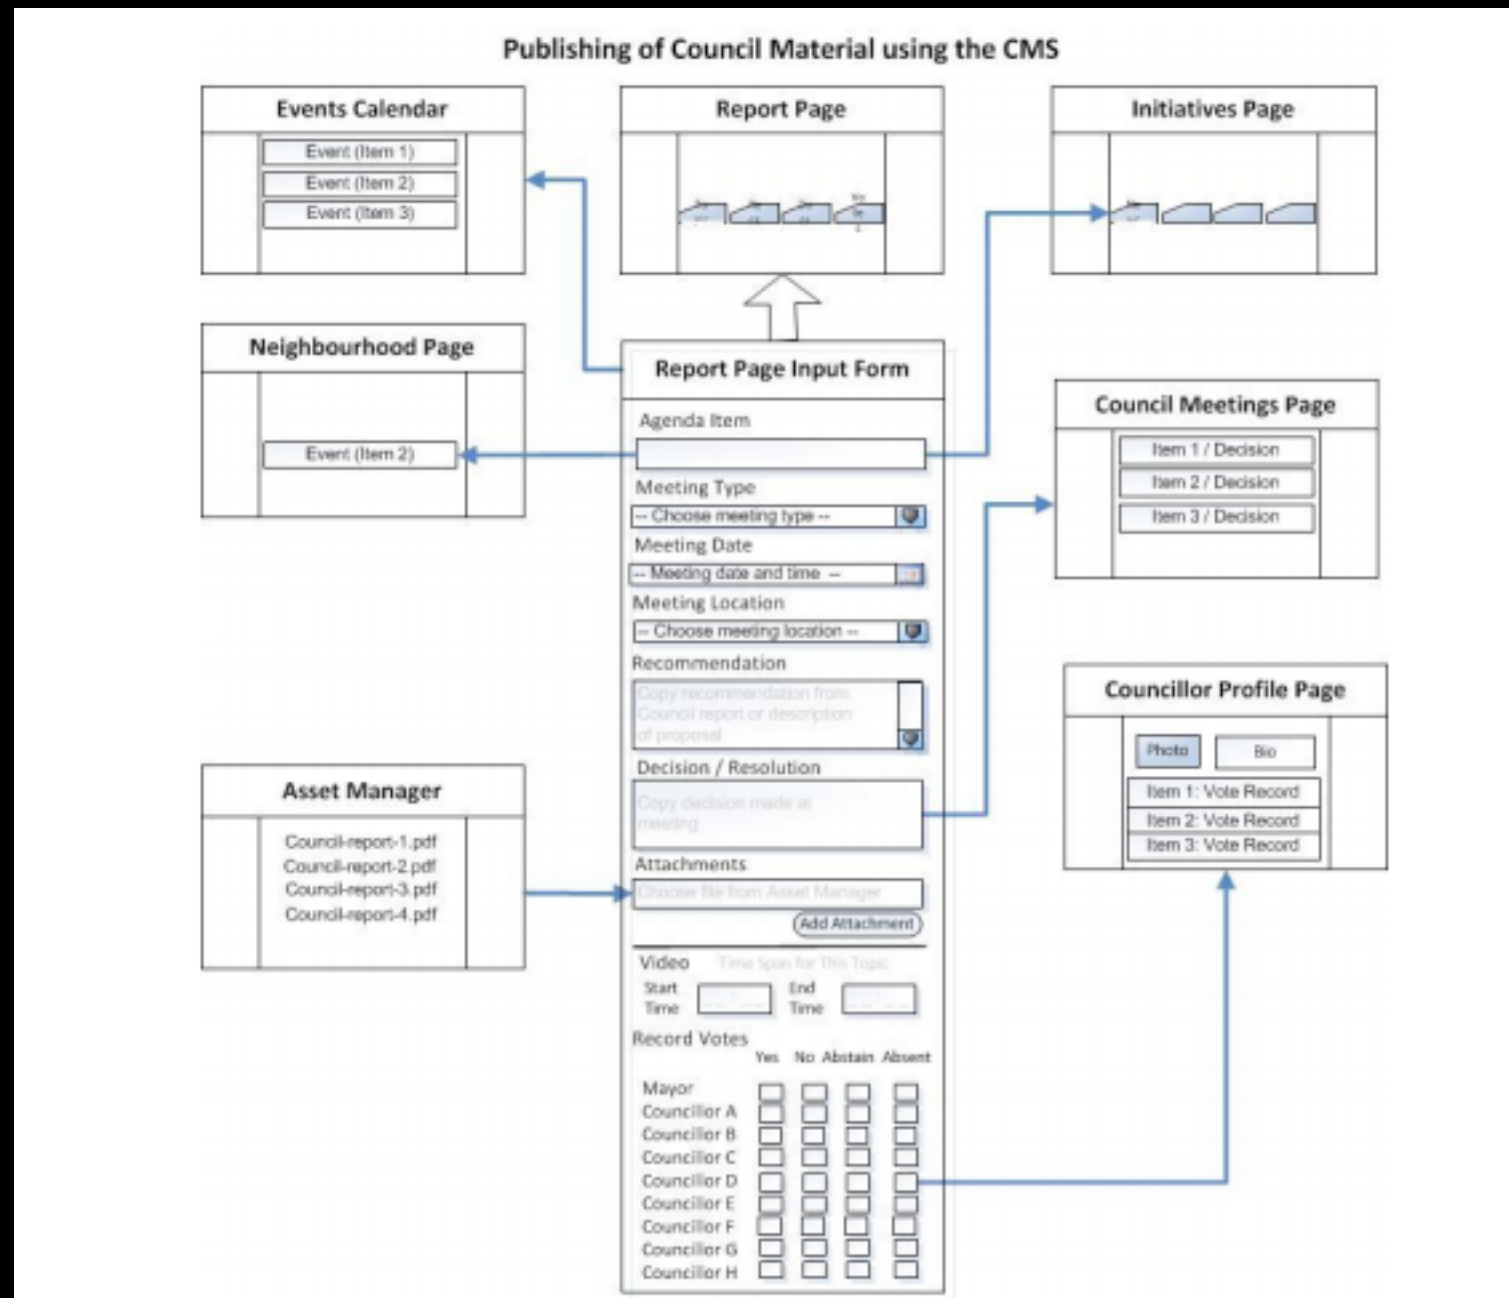 Publishing of Council Material using the CMS
Events Calendar
Event (Item 1)
Event (Item 2)
Event (Item 3)
Report Page
Initiatives Page
Neighbourhood Page
Event (Item 2)
Asset Manager
Council-report-1.pdf
Council-report-2.pdf
Council-report-3.pdf
Council-report-4.pdf
Report Page Input Form
Agenda Item
Meeting Type
-- Choose meeting type --
Meeting Date
-- Meeting date and time --
Meeting Location
-- Choose meeting location --
Recommendation
Copy recommendation from
Council report or description
of proposal
Decision / Resolution
Copy decision made at
meeting
Attachments
Choose file from Asset Manager
Add Attachment
Video Time Span for This Topic
Start Time
End Time
Record Votes
Yes No Abstain Absent
Mayor
Councillor A
Councillor B
Councillor C
Councillor D
Councillor E
Councillor F
Councillor G
Councillor H
Council Meetings Page
Item 1 / Decision
Item 2 / Decision
Item 3 / Decision
Councillor Profile Page
Photo
Bio
Item 1: Vote Record
Item 2: Vote Record
Item 3: Vote Record